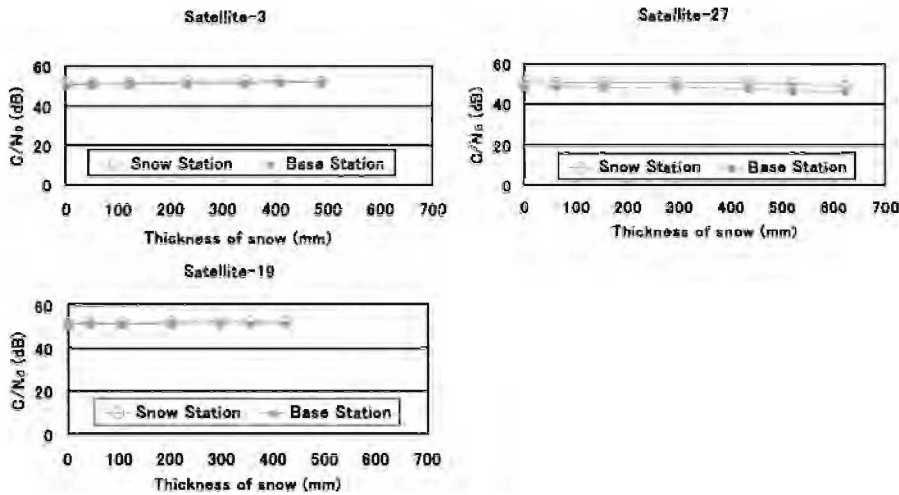 Satellite-3
60
40
20
0
C/N₀ (dB)
Snow Station Base Station
0 100 200 300 400 500 600 700
Thickness of snow (mm)
Satellite-27
60
40
20
0
C/N₀ (dB)
Snow Station Base Station
0 100 200 300 400 500 600 700
Thickness of snow (mm)
Satellite-19
60
40
20
0
C/N₀ (dB)
Snow Station Base Station
0 100 200 300 400 500 600 700
Thickness of snow (mm)